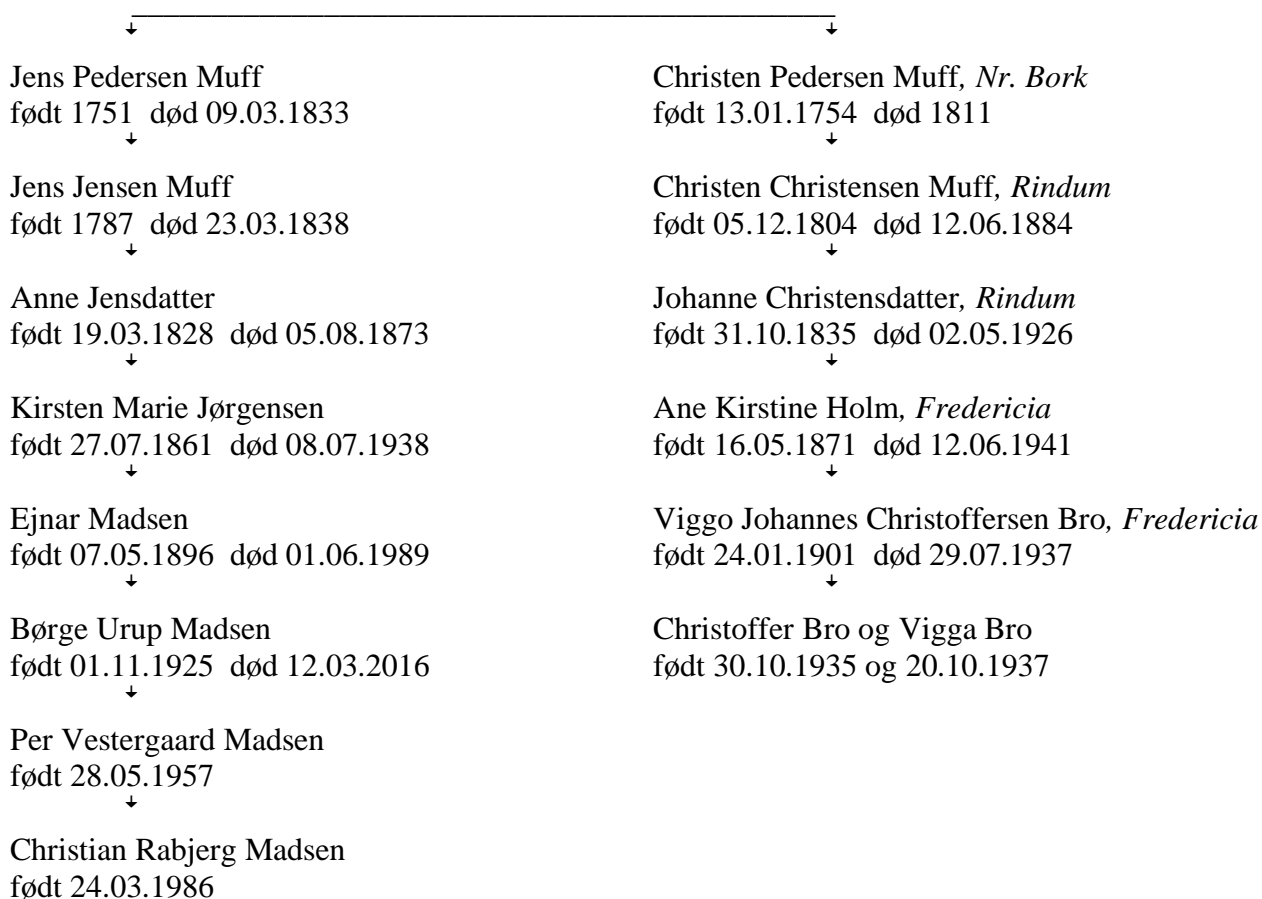 Jens Pedersen Muff
født 1751 død 09.03.1833
Jens Jensen Muff
født 1787 død 23.03.1838
Anne Jensdatter
født 19.03.1828 død 05.08.1873
Kirsten Marie Jørgensen
født 27.07.1861 død 08.07.1938
Ejnar Madsen
født 07.05.1896 død 01.06.1989
Børge Urup Madsen
født 01.11.1925 død 12.03.2016
Per Vestergaard Madsen
født 28.05.1957
Christian Rabjerg Madsen
født 24.03.1986
Christen Pedersen Muff, Nr. Bork
født 13.01.1754 død 1811
Christen Christensen Muff, Rindum
født 05.12.1804 død 12.06.1884
Johanne Christensdatter, Rindum
født 31.10.1835 død 02.05.1926
Ane Kirstine Holm, Fredericia
født 16.05.1871 død 12.06.1941
Viggo Johannes Christoffersen Bro, Fredericia
født 24.01.1901 død 29.07.1937
Christoffer Bro og Vigga Bro
født 30.10.1935 og 20.10.1937